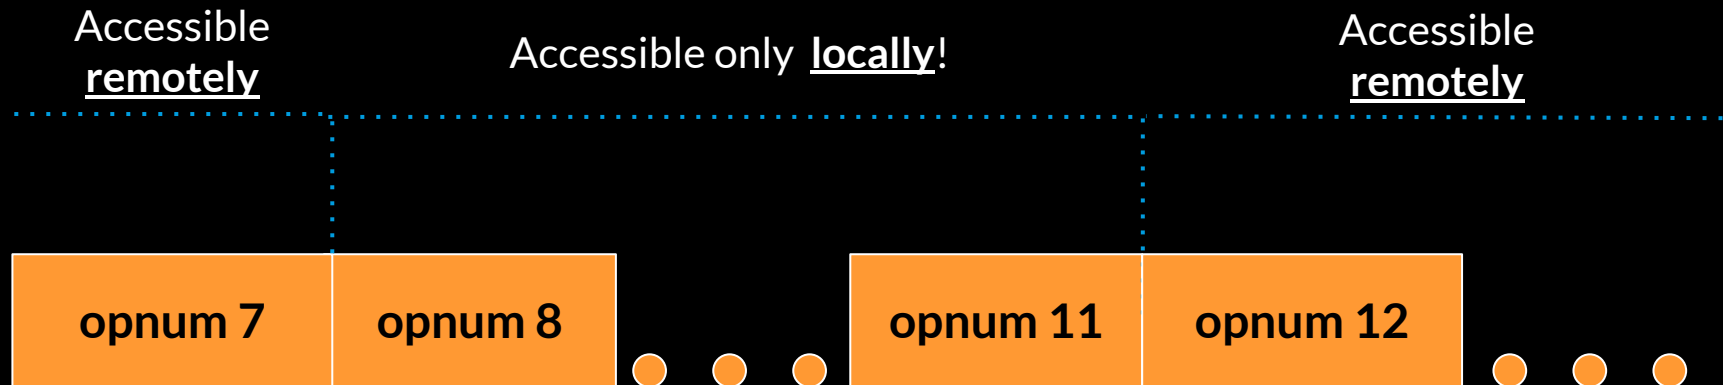 Accessible
remotely
Accessible only locally!
Accessible
remotely
opnum 7
opnum 8
opnum 11
opnum 12